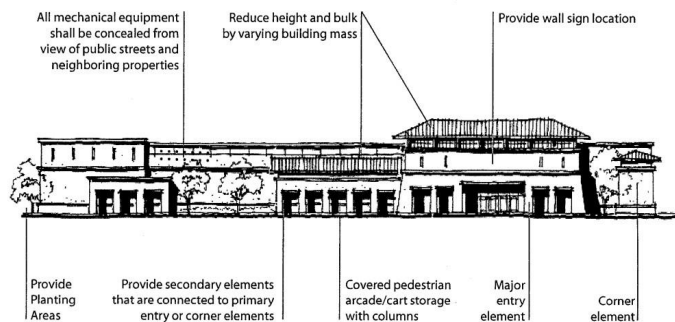 All mechanical equipment
shall be concealed from
view of public streets and
neighboring properties
Reduce height and bulk
by varying building mass
Provide wall sign location
Provide
Planting
Areas
Provide secondary elements
that are connected to primary
entry or corner elements
Covered pedestrian
arcade/cart storage
with columns
Major
entry
element
Corner
element